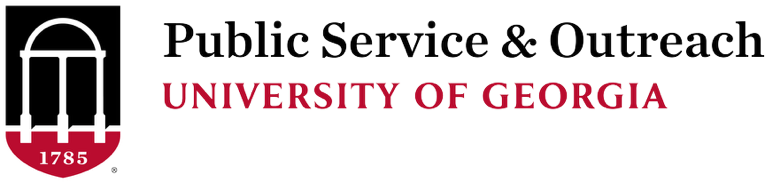 Public Service & Outreach
UNIVERSITY OF GEORGIA
1785
®